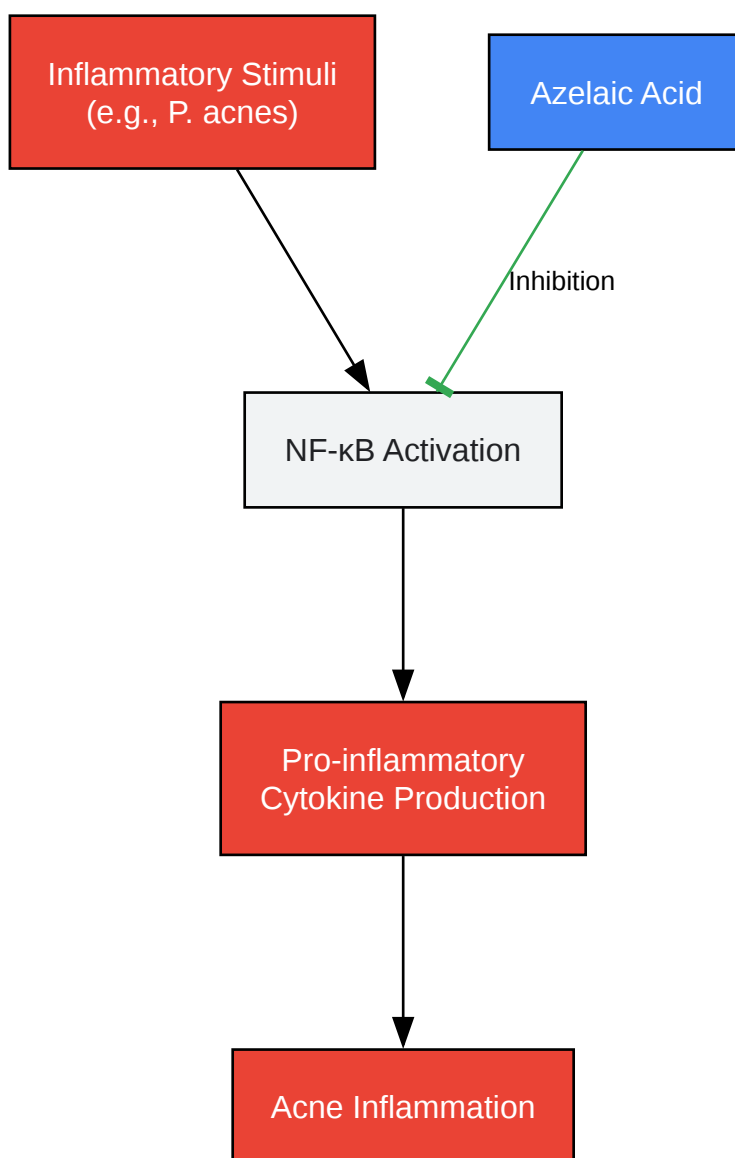 Inflammatory Stimuli
(e.g., P. acnes)
Azelaic Acid
Inhibition
NF-κB Activation
Pro-inflammatory
Cytokine Production
Acne Inflammation